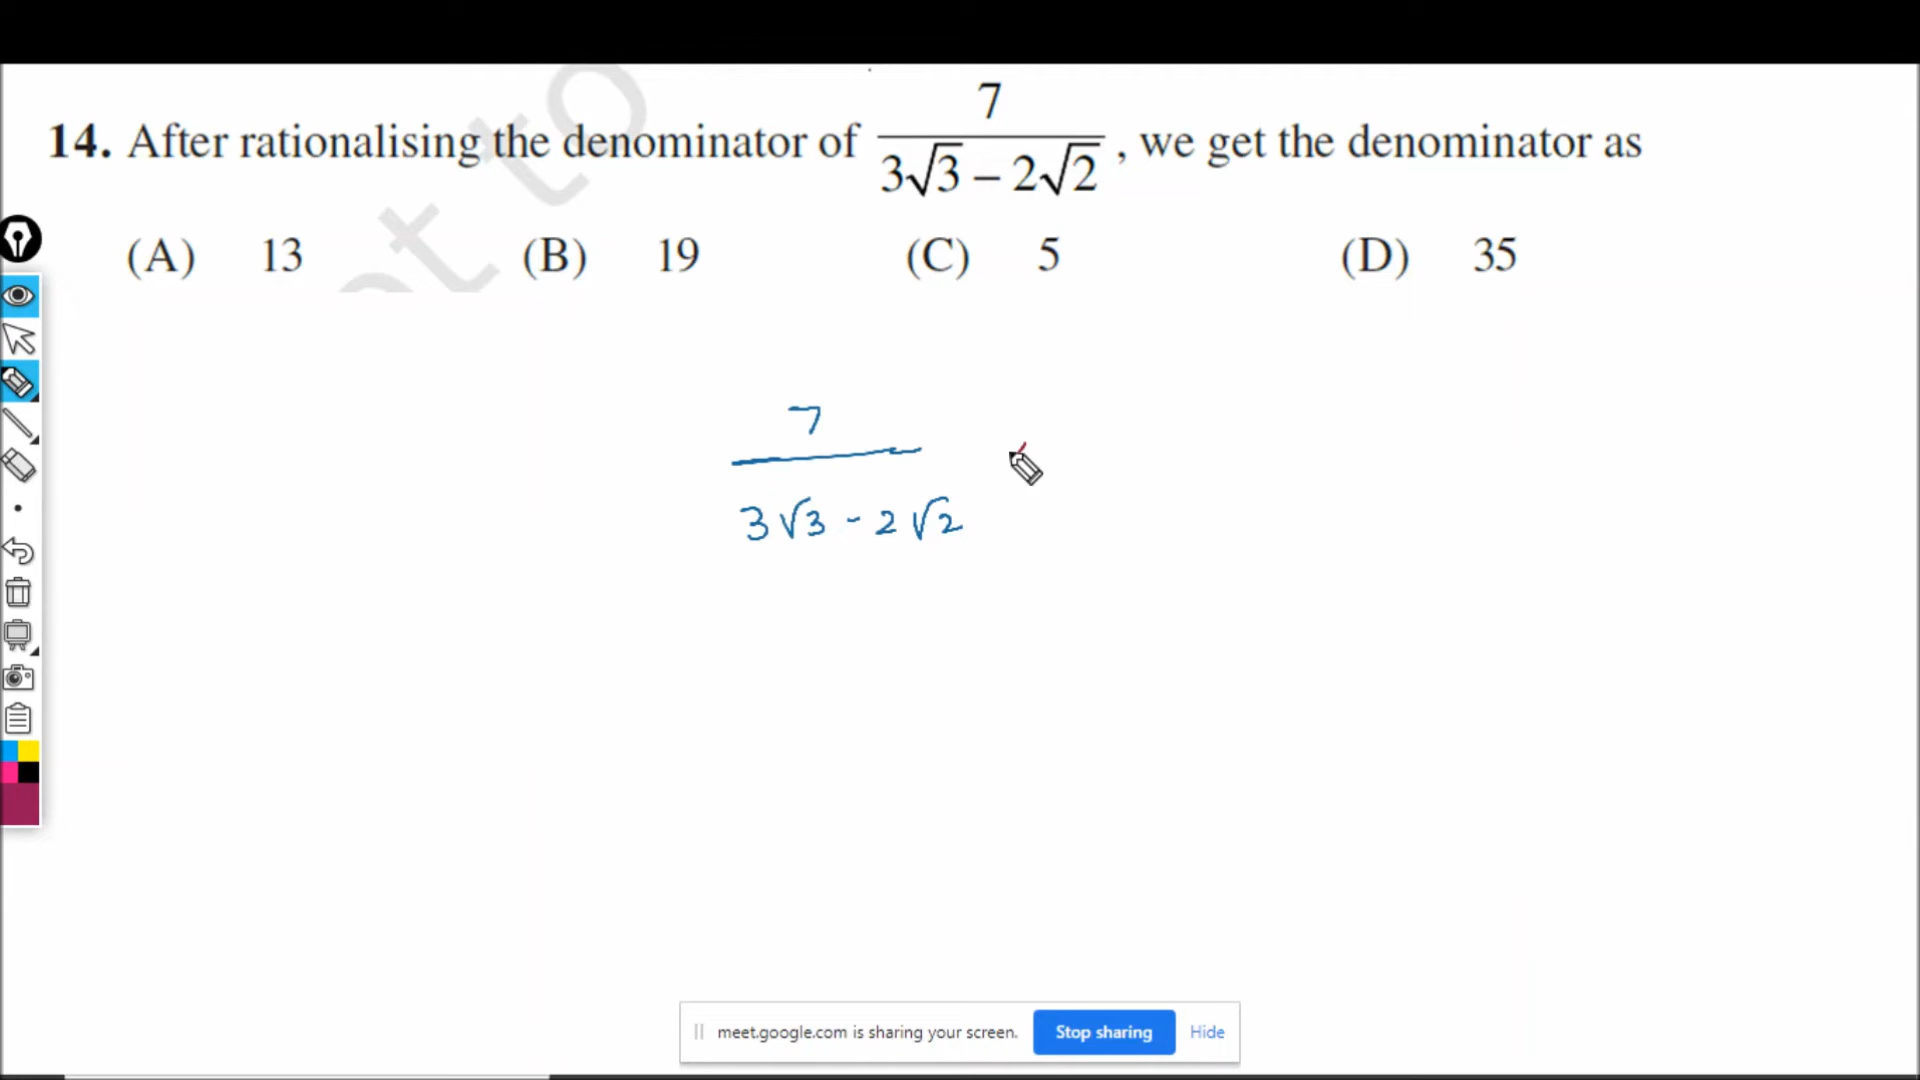 14. After rationalising the denominator of 7/(3√3 – 2√2), we get the denominator as
(A) 13 (B) 19 (C) 5 (D) 35
7
3√3 - 2√2
meet.google.com is sharing your screen. Stop sharing Hide